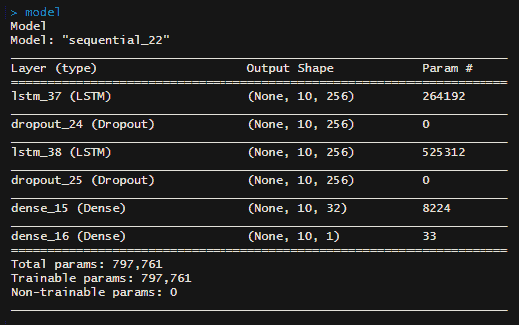 > model
Model
Model: "sequential_22"
Layer (type) Output Shape Param #
lstm_37 (LSTM) (None, 10, 256) 264192
dropout_24 (Dropout) (None, 10, 256) 0
lstm_38 (LSTM) (None, 10, 256) 525312
dropout_25 (Dropout) (None, 10, 256) 0
dense_15 (Dense) (None, 10, 32) 8224
dense_16 (Dense) (None, 10, 1) 33
Total params: 797,761
Trainable params: 797,761
Non-trainable params: 0